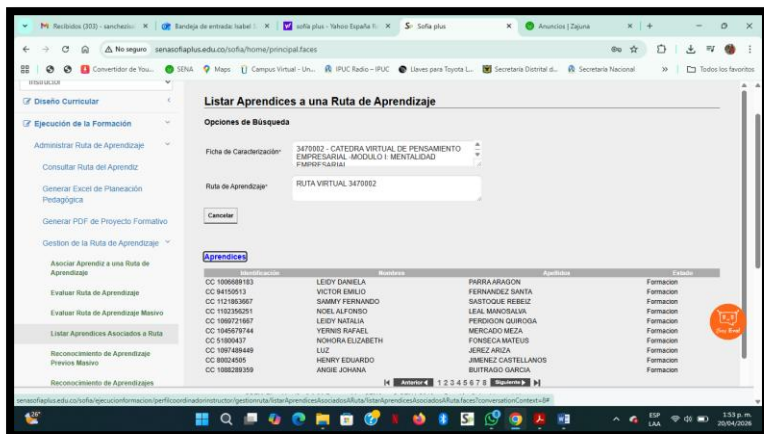 Recibidos (303) - sanchezisa
Bandeja de entrada: Isabel
sofia plus - Yahoo España
Sofia plus
Anuncios | Zajuna
No seguro
senasofiaplus.edu.co/sofia/home/principal.faces
Convertidor de You...
SENA
Maps
Campus Virtual - Un...
IPUC Radio – IPUC
Llaves para Toyota L...
Secretaría Distrital d...
Secretaría Nacional
Todos los favoritos
Diseño Curricular
Ejecución de la Formación
Administrar Ruta de Aprendizaje
Consultar Ruta del Aprendiz
Generar Excel de Planeación
Pedagógica
Generar PDF de Proyecto Formativo
Gestion de la Ruta de Aprendizaje
Asociar Aprendiz a una Ruta de
Aprendizaje
Evaluar Ruta de Aprendizaje
Evaluar Ruta de Aprendizaje Masivo
Listar Aprendices Asociados a Ruta
Reconocimiento de Aprendizaje
Previos Masivo
Reconocimiento de Aprendizajes
Listar Aprendices a una Ruta de Aprendizaje
Opciones de Búsqueda
Ficha de Caracterización*
3470002 - CATEDRA VIRTUAL DE PENSAMIENTO
EMPRESARIAL -MODULO I: MENTALIDAD
EMPRESARIAL
Ruta de Aprendizaje*
RUTA VIRTUAL 3470002
Cancelar
Aprendices
Identificación Nombres Apellidos Estado
CC 1006689183 LEIDY DANIELA PARRA ARAGON Formacion
CC 94150513 VICTOR EMILIO FERNANDEZ SANTA Formacion
CC 1121863667 SAMMY FERNANDO SASTOQUE REBEIZ Formacion
CC 1102356251 NOEL ALFONSO LEAL MANOSALVA Formacion
CC 1069721667 LEIDY NATALIA PERDIGON QUIROGA Formacion
CC 1045679744 YERNIS RAFAEL MERCADO MEZA Formacion
CC 51800437 NOHORA ELIZABETH FONSECA MATEUS Formacion
CC 1097489449 LUZ JEREZ ARIZA Formacion
CC 80024505 HENRY EDUARDO JIMENEZ CASTELLANOS Formacion
CC 1088288359 ANGIE JOHANA BUITRAGO GARCIA Formacion
Anterior 1 2 3 4 5 6 7 8 Siguiente
senasofiaplus.edu.co/sofia/ejecucionformacion/perfilcoordinadorinstructor/gestionruta/listarAprendicesAsociadosARuta/listarAprendicesAsociadosARuta.faces?conversationContext=8#
26°
ESP
LAA
1:53 p. m.
20/04/2026